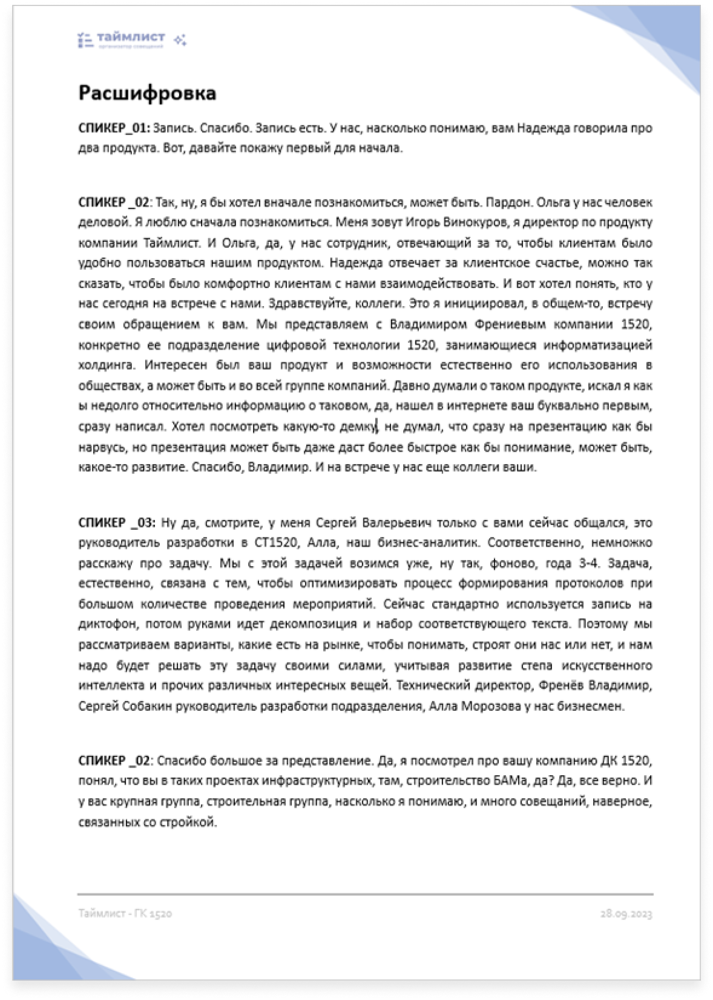 таймлист
организатор совещаний
Расшифровка
СПИКЕР_01: Запись. Спасибо. Запись есть. У нас, насколько понимаю, вам Надежда говорила про
два продукта. Вот, давайте покажу первый для начала.
СПИКЕР _02: Так, ну, я бы хотел вначале познакомиться, может быть. Пардон. Ольга у нас человек
деловой. Я люблю сначала познакомиться. Меня зовут Игорь Винокуров, я директор по продукту
компании Таймлист. И Ольга, да, у нас сотрудник, отвечающий за то, чтобы клиентам было
удобно пользоваться нашим продуктом. Надежда отвечает за клиентское счастье, можно так
сказать, чтобы было комфортно клиентам с нами взаимодействовать. И вот хотел понять, кто у
нас сегодня на встрече с нами. Здравствуйте, коллеги. Это я инициировал, в общем-то, встречу
своим обращением к вам. Мы представляем с Владимиром Френиевым компании 1520,
конкретно ее подразделение цифровой технологии 1520, занимающиеся информатизацией
холдинга. Интересен был ваш продукт и возможности естественно его использования в
обществах, а может быть и во всей группе компаний. Давно думали о таком продукте, искал я как
ы недолго относительно информацию о таковом, да, нашел в интернете ваш буквально первым,
сразу написал. Хотел посмотреть какую-то демку, не думал, что сразу на презентацию как бы
нарвусь, но презентация может быть даже даст более быстрое как бы понимание, может быть,
какое-то развитие. Спасибо, Владимир. И на встрече у нас еще коллеги ваши.
СПИКЕР _03: Ну да, смотрите, у меня Сергей Валерьевич только с вами сейчас общался, это
руководитель разработки в СТ1520, Алла, наш бизнес-аналитик. Соответственно, немножко
расскажу про задачу. Мы с этой задачей возимся уже, ну так, фоново, года 3-4. Задача,
естественно, связана с тем, чтобы оптимизировать процесс формирования протоколов при
большом количестве проведения мероприятий. Сейчас стандартно используется запись на
диктофон, потом руками идет декомпозиция и набор соответствующего текста. Поэтому мы
рассматриваем варианты, какие есть на рынке, чтобы понимать, строят они нас или нет, и нам
надо будет решать эту задачу своими силами, учитывая развитие степа искусственного
интеллекта и прочих различных интересных вещей. Технический директор, Френёв Владимир,
Сергей Собакин руководитель разработки подразделения, Алла Морозова у нас бизнесмен.
СПИКЕР _02: Спасибо большое за представление. Да, я посмотрел про вашу компанию ДК 1520,
понял, что вы в таких проектах инфраструктурных, там, строительство БАМа, да? Да, все верно. И
у вас крупная группа, строительная группа, насколько я понимаю, и много совещаний, наверное,
связанных со стройкой.
Таймлист - ГК 1520
28.09.2023